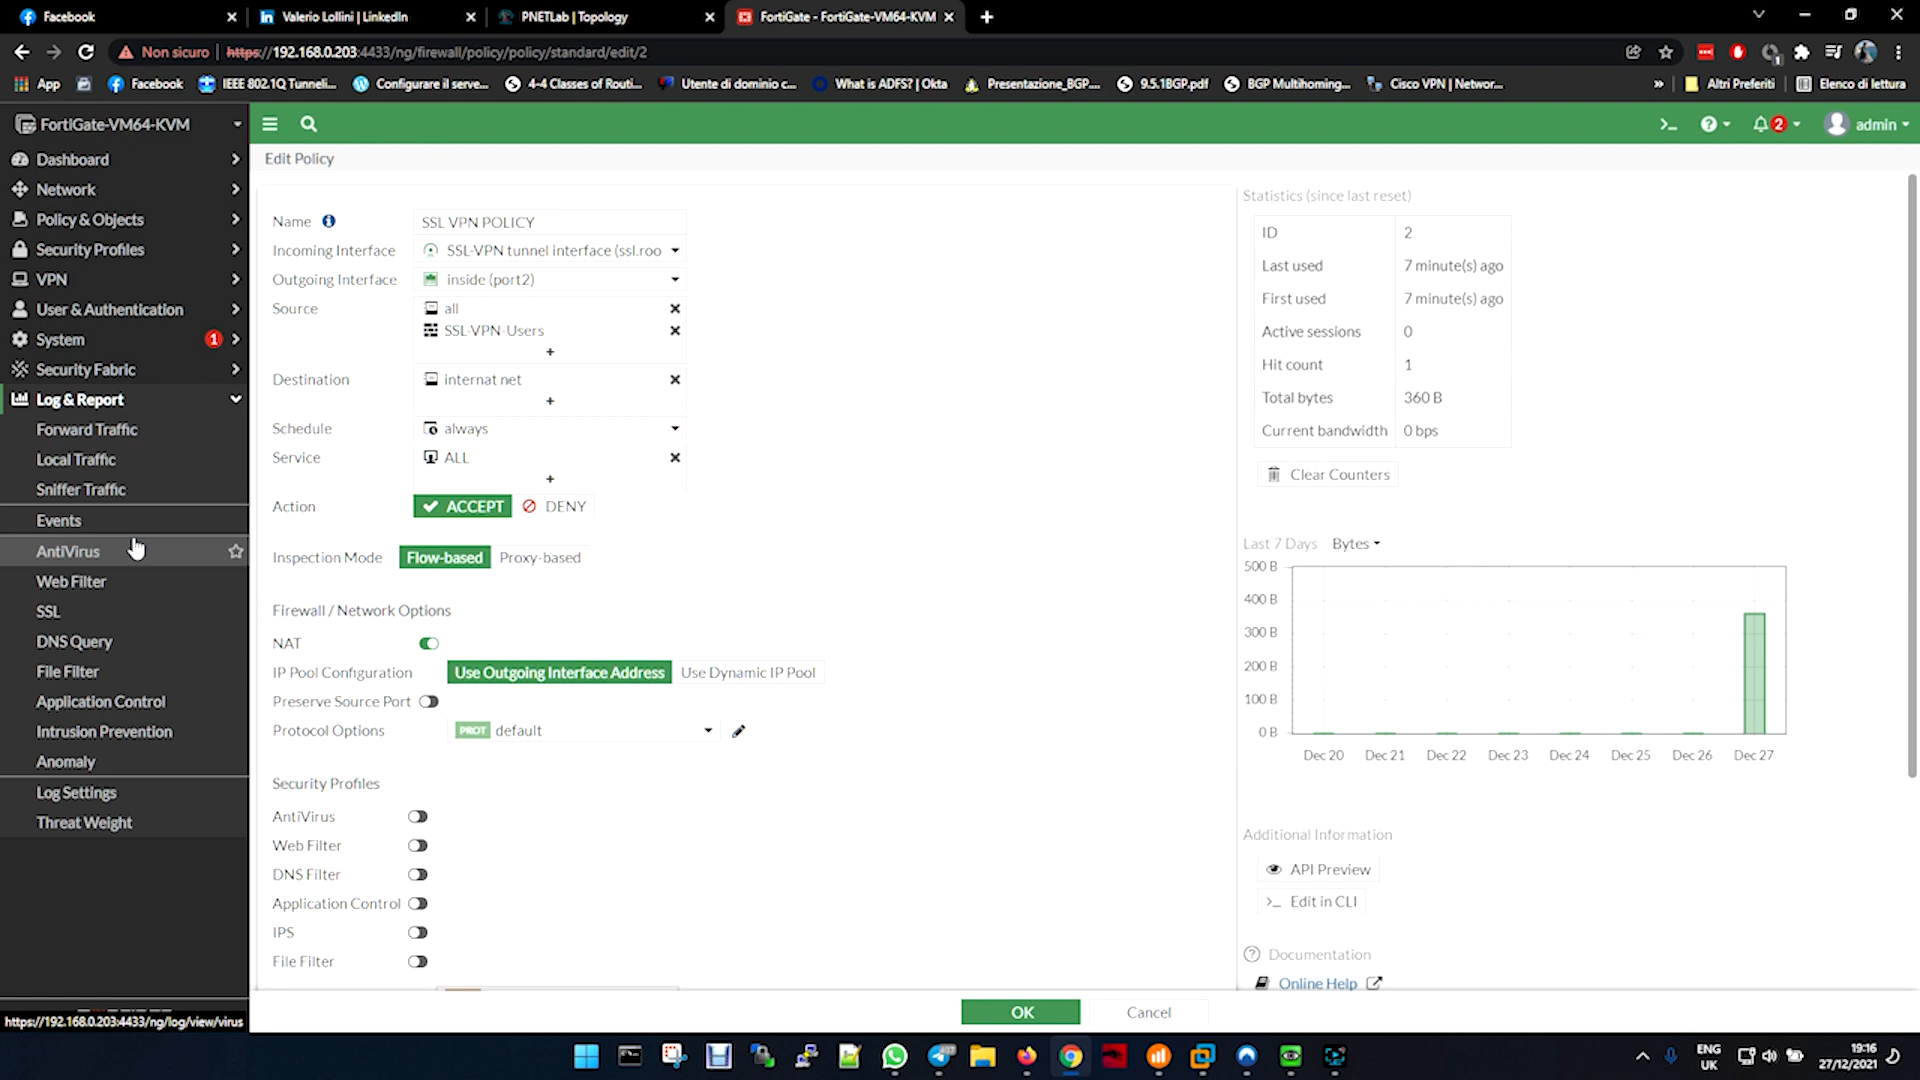 Facebook
Valerio Lollini | LinkedIn
PNETLab | Topology
FortiGate - FortiGate-VM64-KVM
Non sicuro
https://192.168.0.203:4433/ng/firewall/policy/policy/standard/edit/2
App
Facebook
IEEE 802.1Q Tunneli...
Configurare il serve...
4-4 Classes of Routi...
Utente di dominio c...
What is ADFS? | Okta
Presentazione_BGP....
9.5.1BGP.pdf
BGP Multihoming...
Cisco VPN | Networ...
»
Altri Preferiti
Elenco di lettura
FortiGate-VM64-KVM
2
admin
Dashboard
Network
Policy & Objects
Security Profiles
VPN
User & Authentication
System
1
Security Fabric
Log & Report
Forward Traffic
Local Traffic
Sniffer Traffic
Events
AntiVirus
Web Filter
SSL
DNS Query
File Filter
Application Control
Intrusion Prevention
Anomaly
Log Settings
Threat Weight
https://192.168.0.203:4433/ng/log/view/virus
Edit Policy
Name
SSL VPN POLICY
Incoming Interface
SSL-VPN tunnel interface (ssl.roo
Outgoing Interface
inside (port2)
Source
all
SSL-VPN-Users
+
Destination
internat net
+
Schedule
always
Service
ALL
+
Action
ACCEPT
DENY
Inspection Mode
Flow-based
Proxy-based
Firewall / Network Options
NAT
IP Pool Configuration
Use Outgoing Interface Address
Use Dynamic IP Pool
Preserve Source Port
Protocol Options
PROT
default
Security Profiles
AntiVirus
Web Filter
DNS Filter
Application Control
IPS
File Filter
OK
Cancel
Statistics (since last reset)
ID
2
Last used
7 minute(s) ago
First used
7 minute(s) ago
Active sessions
0
Hit count
1
Total bytes
360 B
Current bandwidth
0 bps
Clear Counters
Last 7 Days
Bytes
500 B
400 B
300 B
200 B
100 B
0 B
Dec 20
Dec 21
Dec 22
Dec 23
Dec 24
Dec 25
Dec 26
Dec 27
Additional Information
API Preview
Edit in CLI
Documentation
Online Help
ENG
UK
19:16
27/12/2021